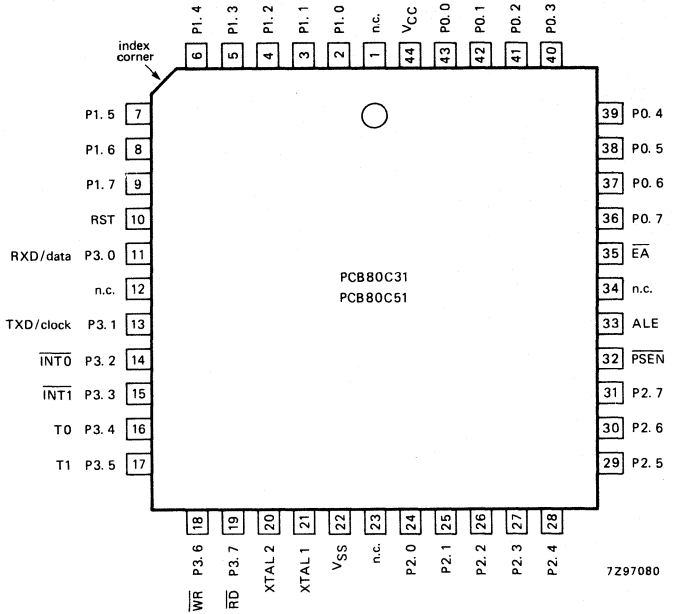 P1.4 P1.3 P1.2 P1.1 P1.0 n.c. VCC P0.0 P0.1 P0.2 P0.3
index
corner
6 5 4 3 2 1 44 43 42 41 40
P1.5 7
39 P0.4
P1.6 8
38 P0.5
P1.7 9
37 P0.6
RST 10
36 P0.7
RXD/data P3.0 11
35 EA
n.c. 12
34 n.c.
TXD/clock P3.1 13
33 ALE
INT0 P3.2 14
32 PSEN
INT1 P3.3 15
31 P2.7
T0 P3.4 16
30 P2.6
T1 P3.5 17
29 P2.5
PCB80C31
PCB80C51
18 19 20 21 22 23 24 25 26 27 28
WR P3.6
RD P3.7
XTAL 2
XTAL 1
VSS
n.c.
P2.0
P2.1
P2.2
P2.3
P2.4
7Z97080